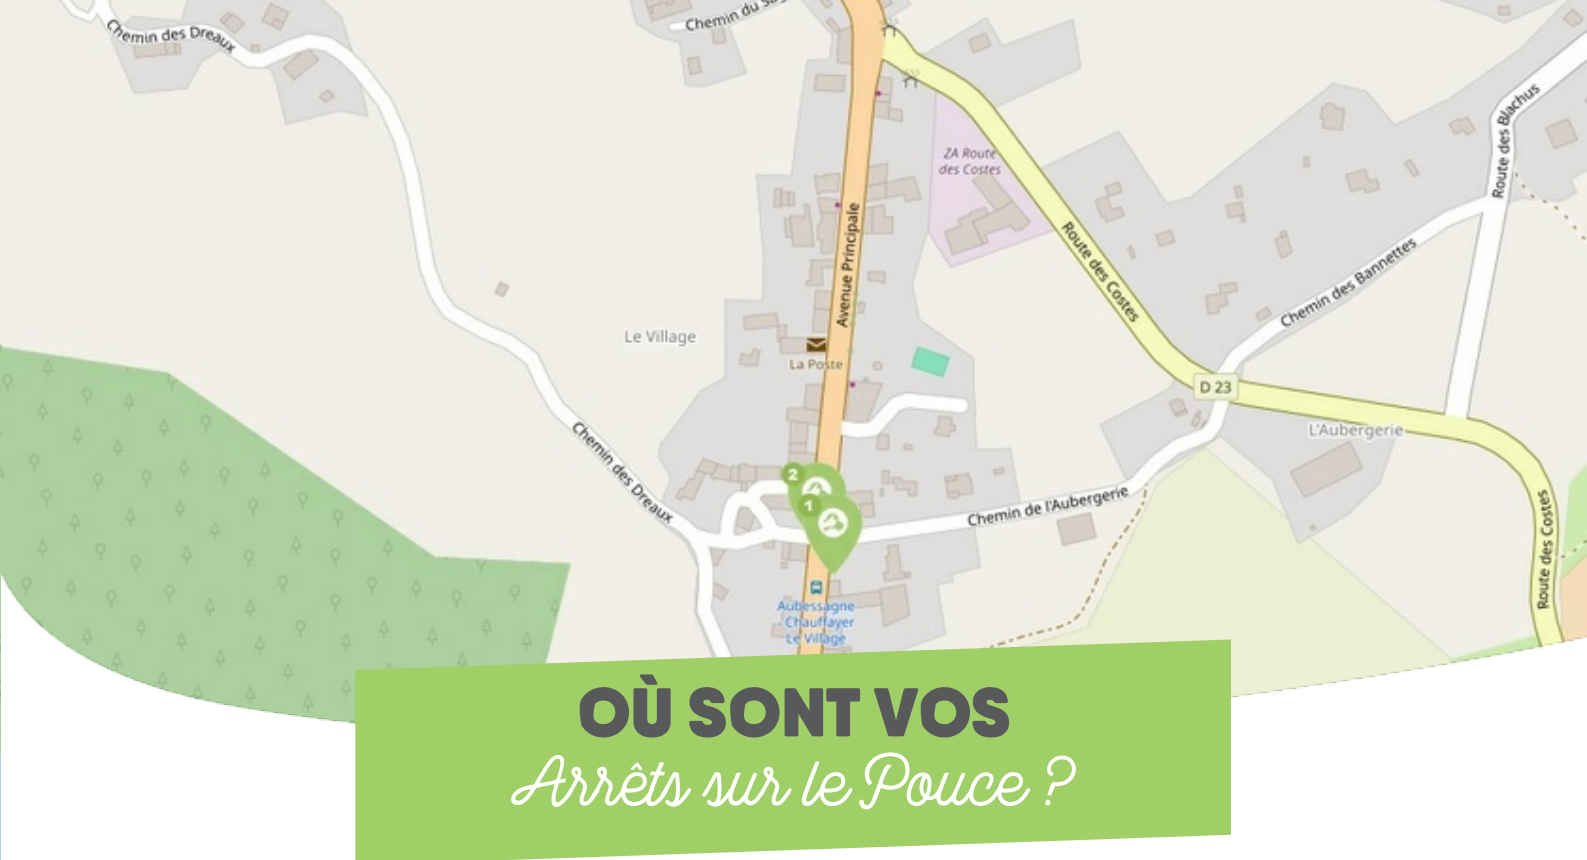 Chemin des Dreaux
Chemin du
ZA Route
des Costes
Route des Blachus
Avenue Principale
Route des Costes
Chemin des Bannettes
Le Village
La Poste
D 23
L'Aubergerie
Chemin des Dreaux
2
1
Chemin de l'Aubergerie
Route des Costes
Aubessagne
Chauffayer
Le Village
OÙ SONT VOS
Arrêts sur le Pouce ?